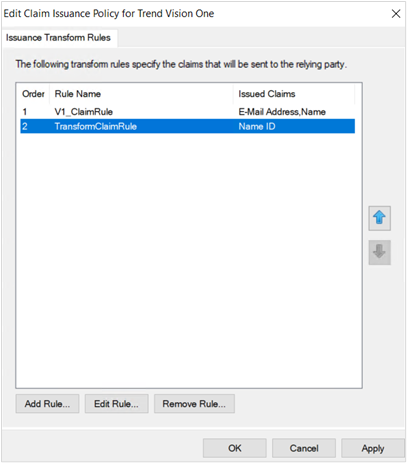 Edit Claim Issuance Policy for Trend Vision One
Issuance Transform Rules
The following transform rules specify the claims that will be sent to the relying party.
Order Rule Name Issued Claims
1 V1_ClaimRule E-Mail Address,Name
2 TransformClaimRule Name ID
Add Rule... Edit Rule... Remove Rule...
OK Cancel Apply